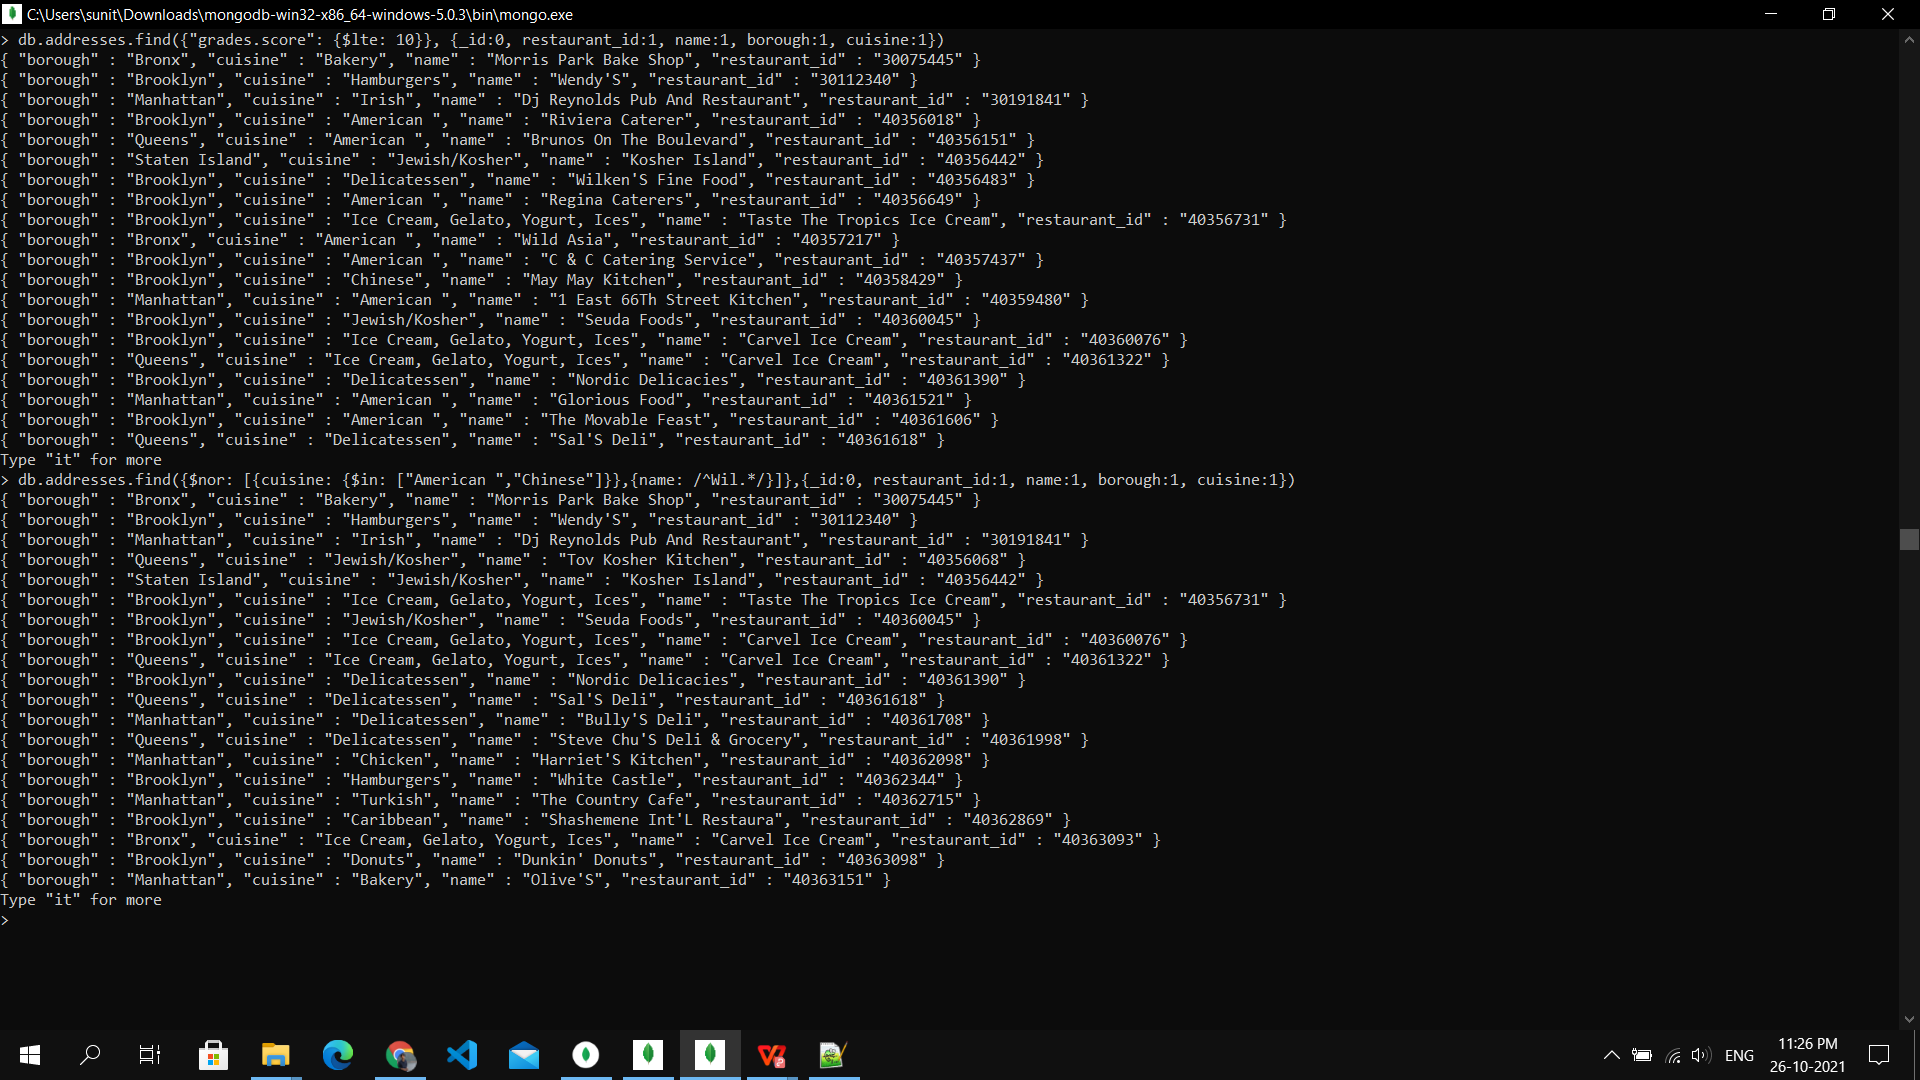 C:\Users\sunit\Downloads\mongodb-win32-x86_64-windows-5.0.3\bin\mongo.exe
> db.addresses.find({"grades.score": {$lte: 10}}, {_id:0, restaurant_id:1, name:1, borough:1, cuisine:1})
{ "borough" : "Bronx", "cuisine" : "Bakery", "name" : "Morris Park Bake Shop", "restaurant_id" : "30075445" }
{ "borough" : "Brooklyn", "cuisine" : "Hamburgers", "name" : "Wendy'S", "restaurant_id" : "30112340" }
{ "borough" : "Manhattan", "cuisine" : "Irish", "name" : "Dj Reynolds Pub And Restaurant", "restaurant_id" : "30191841" }
{ "borough" : "Brooklyn", "cuisine" : "American ", "name" : "Riviera Caterer", "restaurant_id" : "40356018" }
{ "borough" : "Queens", "cuisine" : "American ", "name" : "Brunos On The Boulevard", "restaurant_id" : "40356151" }
{ "borough" : "Staten Island", "cuisine" : "Jewish/Kosher", "name" : "Kosher Island", "restaurant_id" : "40356442" }
{ "borough" : "Brooklyn", "cuisine" : "Delicatessen", "name" : "Wilken'S Fine Food", "restaurant_id" : "40356483" }
{ "borough" : "Brooklyn", "cuisine" : "American ", "name" : "Regina Caterers", "restaurant_id" : "40356649" }
{ "borough" : "Brooklyn", "cuisine" : "Ice Cream, Gelato, Yogurt, Ices", "name" : "Taste The Tropics Ice Cream", "restaurant_id" : "40356731" }
{ "borough" : "Bronx", "cuisine" : "American ", "name" : "Wild Asia", "restaurant_id" : "40357217" }
{ "borough" : "Brooklyn", "cuisine" : "American ", "name" : "C & C Catering Service", "restaurant_id" : "40357437" }
{ "borough" : "Brooklyn", "cuisine" : "Chinese", "name" : "May May Kitchen", "restaurant_id" : "40358429" }
{ "borough" : "Manhattan", "cuisine" : "American ", "name" : "1 East 66Th Street Kitchen", "restaurant_id" : "40359480" }
{ "borough" : "Brooklyn", "cuisine" : "Jewish/Kosher", "name" : "Seuda Foods", "restaurant_id" : "40360045" }
{ "borough" : "Brooklyn", "cuisine" : "Ice Cream, Gelato, Yogurt, Ices", "name" : "Carvel Ice Cream", "restaurant_id" : "40360076" }
{ "borough" : "Queens", "cuisine" : "Ice Cream, Gelato, Yogurt, Ices", "name" : "Carvel Ice Cream", "restaurant_id" : "40361322" }
{ "borough" : "Brooklyn", "cuisine" : "Delicatessen", "name" : "Nordic Delicacies", "restaurant_id" : "40361390" }
{ "borough" : "Manhattan", "cuisine" : "American ", "name" : "Glorious Food", "restaurant_id" : "40361521" }
{ "borough" : "Brooklyn", "cuisine" : "American ", "name" : "The Movable Feast", "restaurant_id" : "40361606" }
{ "borough" : "Queens", "cuisine" : "Delicatessen", "name" : "Sal'S Deli", "restaurant_id" : "40361618" }
Type "it" for more
> db.addresses.find({$nor: [{cuisine: {$in: ["American ","Chinese"]}},{name: /^Wil.*/}]},{_id:0, restaurant_id:1, name:1, borough:1, cuisine:1})
{ "borough" : "Bronx", "cuisine" : "Bakery", "name" : "Morris Park Bake Shop", "restaurant_id" : "30075445" }
{ "borough" : "Brooklyn", "cuisine" : "Hamburgers", "name" : "Wendy'S", "restaurant_id" : "30112340" }
{ "borough" : "Manhattan", "cuisine" : "Irish", "name" : "Dj Reynolds Pub And Restaurant", "restaurant_id" : "30191841" }
{ "borough" : "Queens", "cuisine" : "Jewish/Kosher", "name" : "Tov Kosher Kitchen", "restaurant_id" : "40356068" }
{ "borough" : "Staten Island", "cuisine" : "Jewish/Kosher", "name" : "Kosher Island", "restaurant_id" : "40356442" }
{ "borough" : "Brooklyn", "cuisine" : "Ice Cream, Gelato, Yogurt, Ices", "name" : "Taste The Tropics Ice Cream", "restaurant_id" : "40356731" }
{ "borough" : "Brooklyn", "cuisine" : "Jewish/Kosher", "name" : "Seuda Foods", "restaurant_id" : "40360045" }
{ "borough" : "Brooklyn", "cuisine" : "Ice Cream, Gelato, Yogurt, Ices", "name" : "Carvel Ice Cream", "restaurant_id" : "40360076" }
{ "borough" : "Queens", "cuisine" : "Ice Cream, Gelato, Yogurt, Ices", "name" : "Carvel Ice Cream", "restaurant_id" : "40361322" }
{ "borough" : "Brooklyn", "cuisine" : "Delicatessen", "name" : "Nordic Delicacies", "restaurant_id" : "40361390" }
{ "borough" : "Queens", "cuisine" : "Delicatessen", "name" : "Sal'S Deli", "restaurant_id" : "40361618" }
{ "borough" : "Manhattan", "cuisine" : "Delicatessen", "name" : "Bully'S Deli", "restaurant_id" : "40361708" }
{ "borough" : "Queens", "cuisine" : "Delicatessen", "name" : "Steve Chu'S Deli & Grocery", "restaurant_id" : "40361998" }
{ "borough" : "Manhattan", "cuisine" : "Chicken", "name" : "Harriet'S Kitchen", "restaurant_id" : "40362098" }
{ "borough" : "Brooklyn", "cuisine" : "Hamburgers", "name" : "White Castle", "restaurant_id" : "40362344" }
{ "borough" : "Manhattan", "cuisine" : "Turkish", "name" : "The Country Cafe", "restaurant_id" : "40362715" }
{ "borough" : "Brooklyn", "cuisine" : "Caribbean", "name" : "Shashemene Int'L Restaura", "restaurant_id" : "40362869" }
{ "borough" : "Bronx", "cuisine" : "Ice Cream, Gelato, Yogurt, Ices", "name" : "Carvel Ice Cream", "restaurant_id" : "40363093" }
{ "borough" : "Brooklyn", "cuisine" : "Donuts", "name" : "Dunkin' Donuts", "restaurant_id" : "40363098" }
{ "borough" : "Manhattan", "cuisine" : "Bakery", "name" : "Olive'S", "restaurant_id" : "40363151" }
Type "it" for more
>
ENG
11:26 PM
26-10-2021